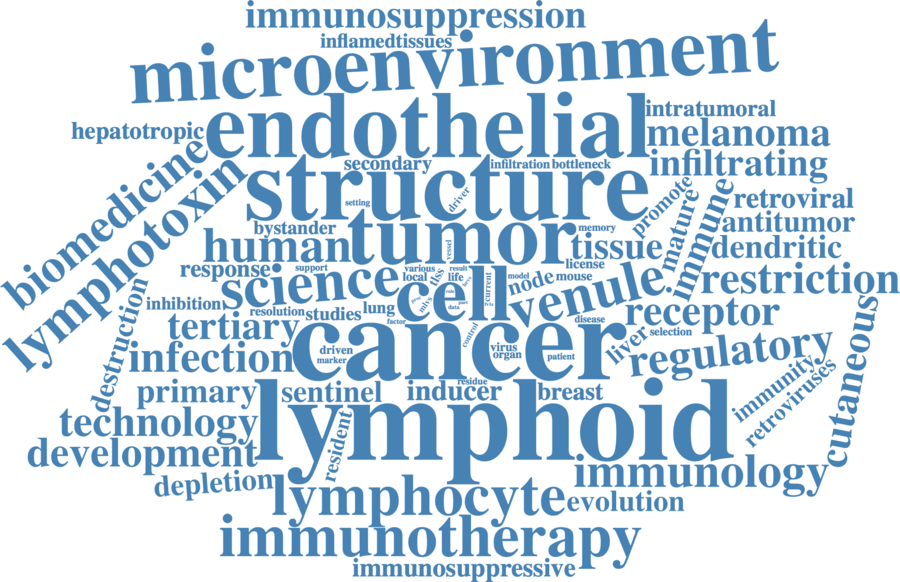 immunosuppression
inflamedtissues
microenvironment
intratumoral
hepatotropic
endothelial
melanoma
biomedicine
secondary
infiltration
bottleneck
infiltrating
lymphotoxin
structure
setting
driver
promote
mature
immune
retroviral
antitumor
bystander
human
tumor
vessel
memory
tissue
dendritic
response
support
science
various
local
result
life
license
model
node
mouse
restriction
cell
current
venule
destruction
inhibition
resolution
studies
lung
factor
data
tertiary
control
disease
receptor
selection
cutaneous
infection
driven
marker
cancer
virus
organ
patient
liver
regulatory
primary
sentinel
residue
inducer
breast
immunity
retroviruses
technology
resident
lymphoid
development
depletion
immunology
lymphocyte
evolution
immunotherapy
immunosuppressive